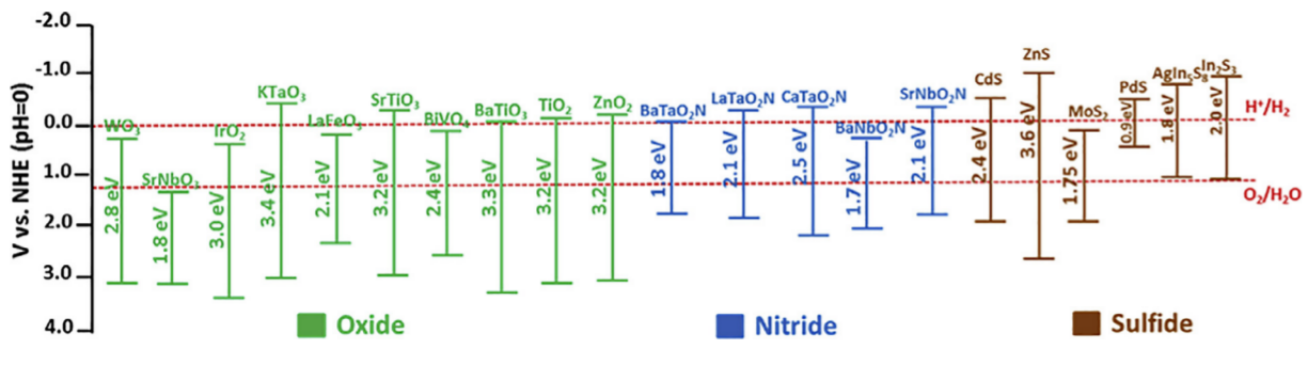 V vs. NHE (pH=0)
-2.0
-1.0
0.0
1.0
2.0
3.0
4.0
WO₃
2.8 eV
SrNbO₃
1.8 eV
IrO₂
3.0 eV
KTaO₃
3.4 eV
LaFeO₃
2.1 eV
SrTiO₃
3.2 eV
BiVO₄
2.4 eV
BaTiO₃
3.3 eV
TiO₂
3.2 eV
ZnO₂
3.2 eV
BaTaO₂N
1.8 eV
LaTaO₂N
2.1 eV
CaTaO₂N
2.5 eV
BaNbO₂N
1.7 eV
SrNbO₂N
2.1 eV
CdS
2.4 eV
ZnS
3.6 eV
MoS₂
1.75 eV
PdS
0.9 eV
AgIn₅S₈
1.8 eV
In₂S₃
2.0 eV
H⁺/H₂
O₂/H₂O
Oxide
Nitride
Sulfide